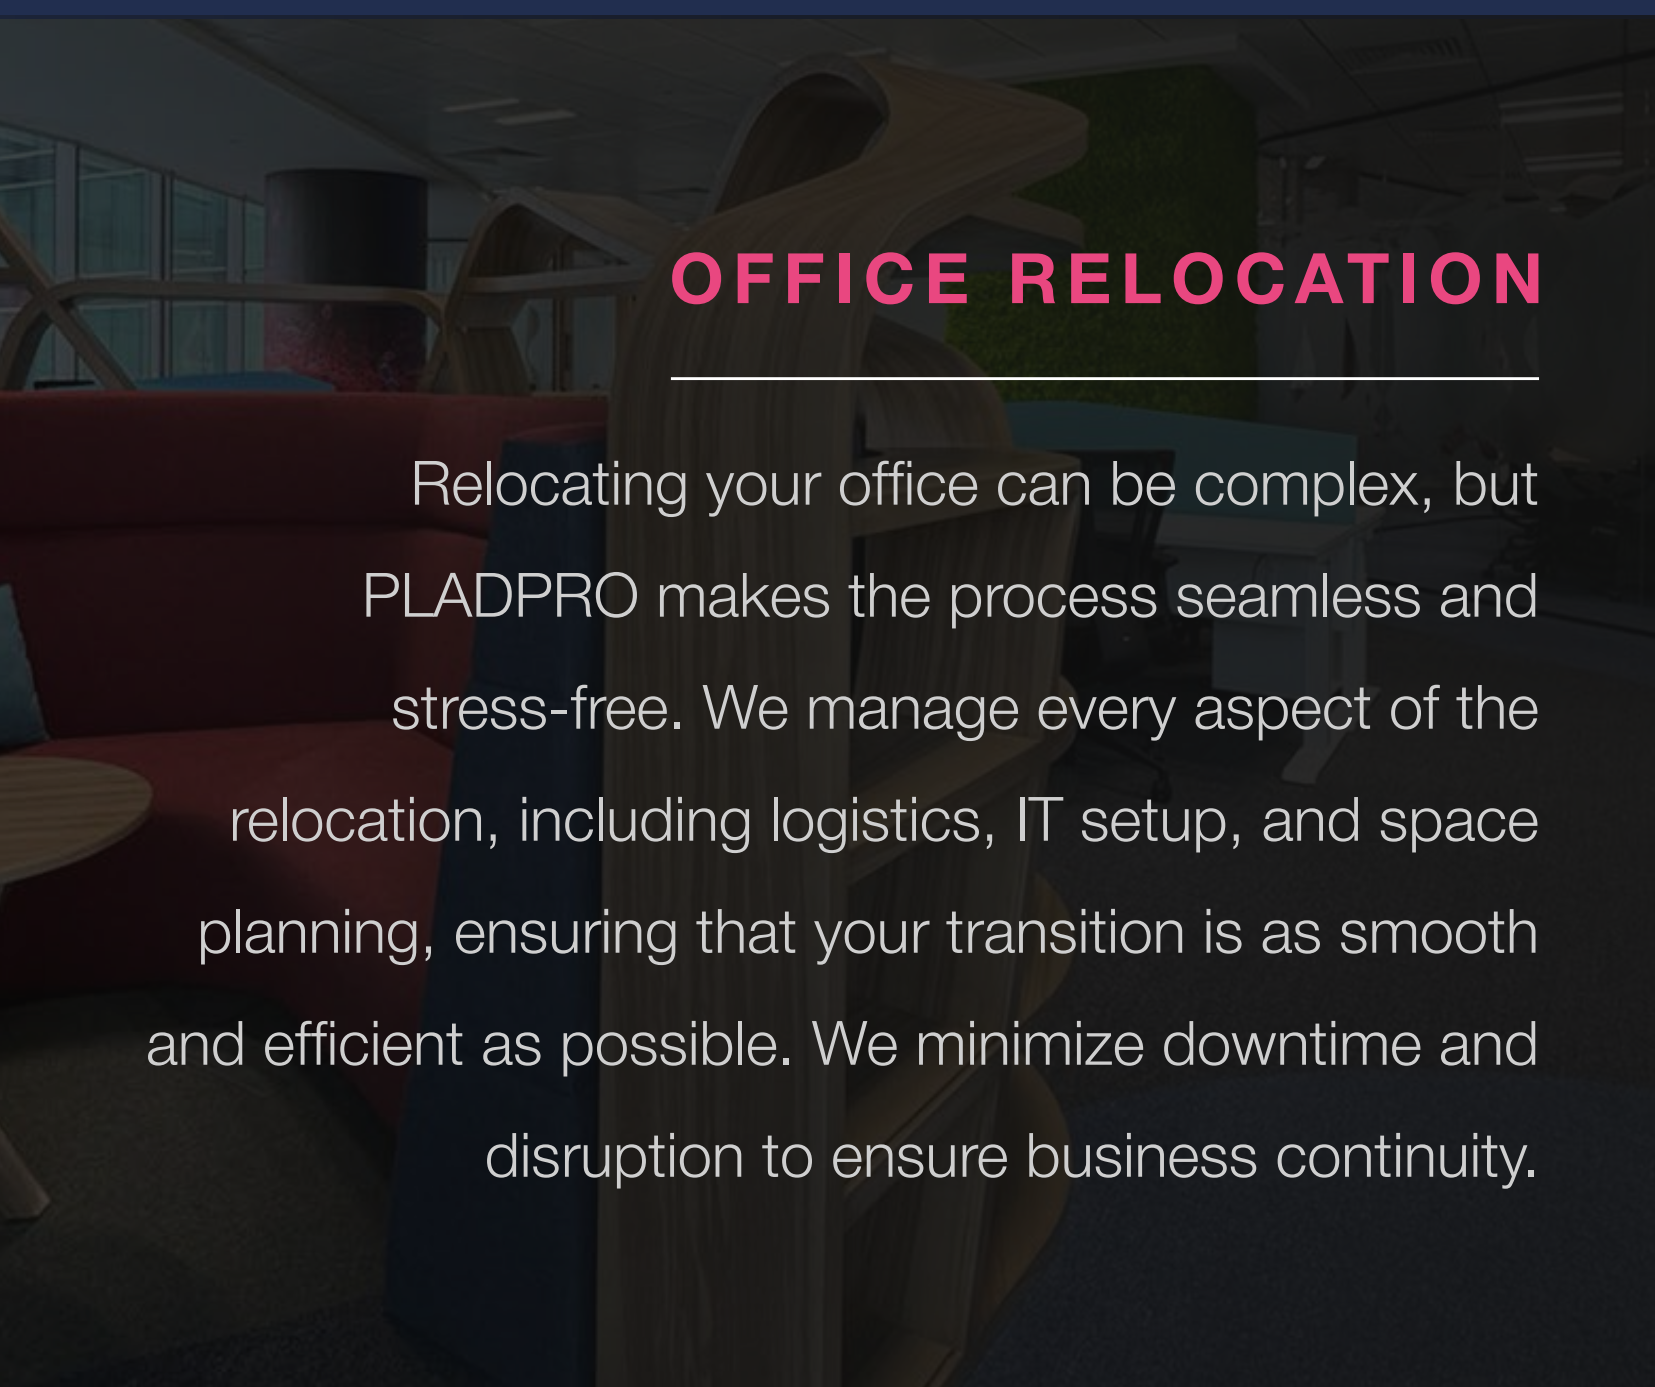 OFFICE RELOCATION
Relocating your office can be complex, but
PLADPRO makes the process seamless and
stress-free. We manage every aspect of the
relocation, including logistics, IT setup, and space
planning, ensuring that your transition is as smooth
and efficient as possible. We minimize downtime and
disruption to ensure business continuity.